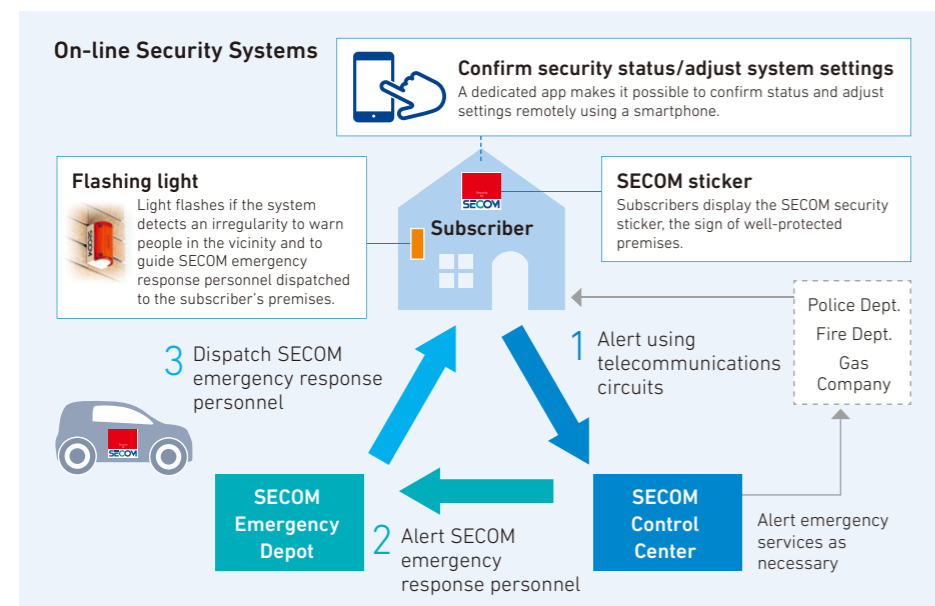 On-line Security Systems
Confirm security status/adjust system settings
A dedicated app makes it possible to confirm status and adjust
settings remotely using a smartphone.
Flashing light
Light flashes if the system
detects an irregularity to warn
people in the vicinity and to
guide SECOM emergency
response personnel dispatched
to the subscriber's premises.
SECOM
SECOM
Subscriber
SECOM sticker
Subscribers display the SECOM security
sticker, the sign of well-protected
premises.
Police Dept.
Fire Dept.
Gas
Company
1 Alert using
telecommunications
circuits
3 Dispatch SECOM
emergency response
personnel
SECOM
SECOM
Emergency
Depot
2 Alert SECOM
emergency
response personnel
SECOM
Control
Center
Alert emergency
services as
necessary